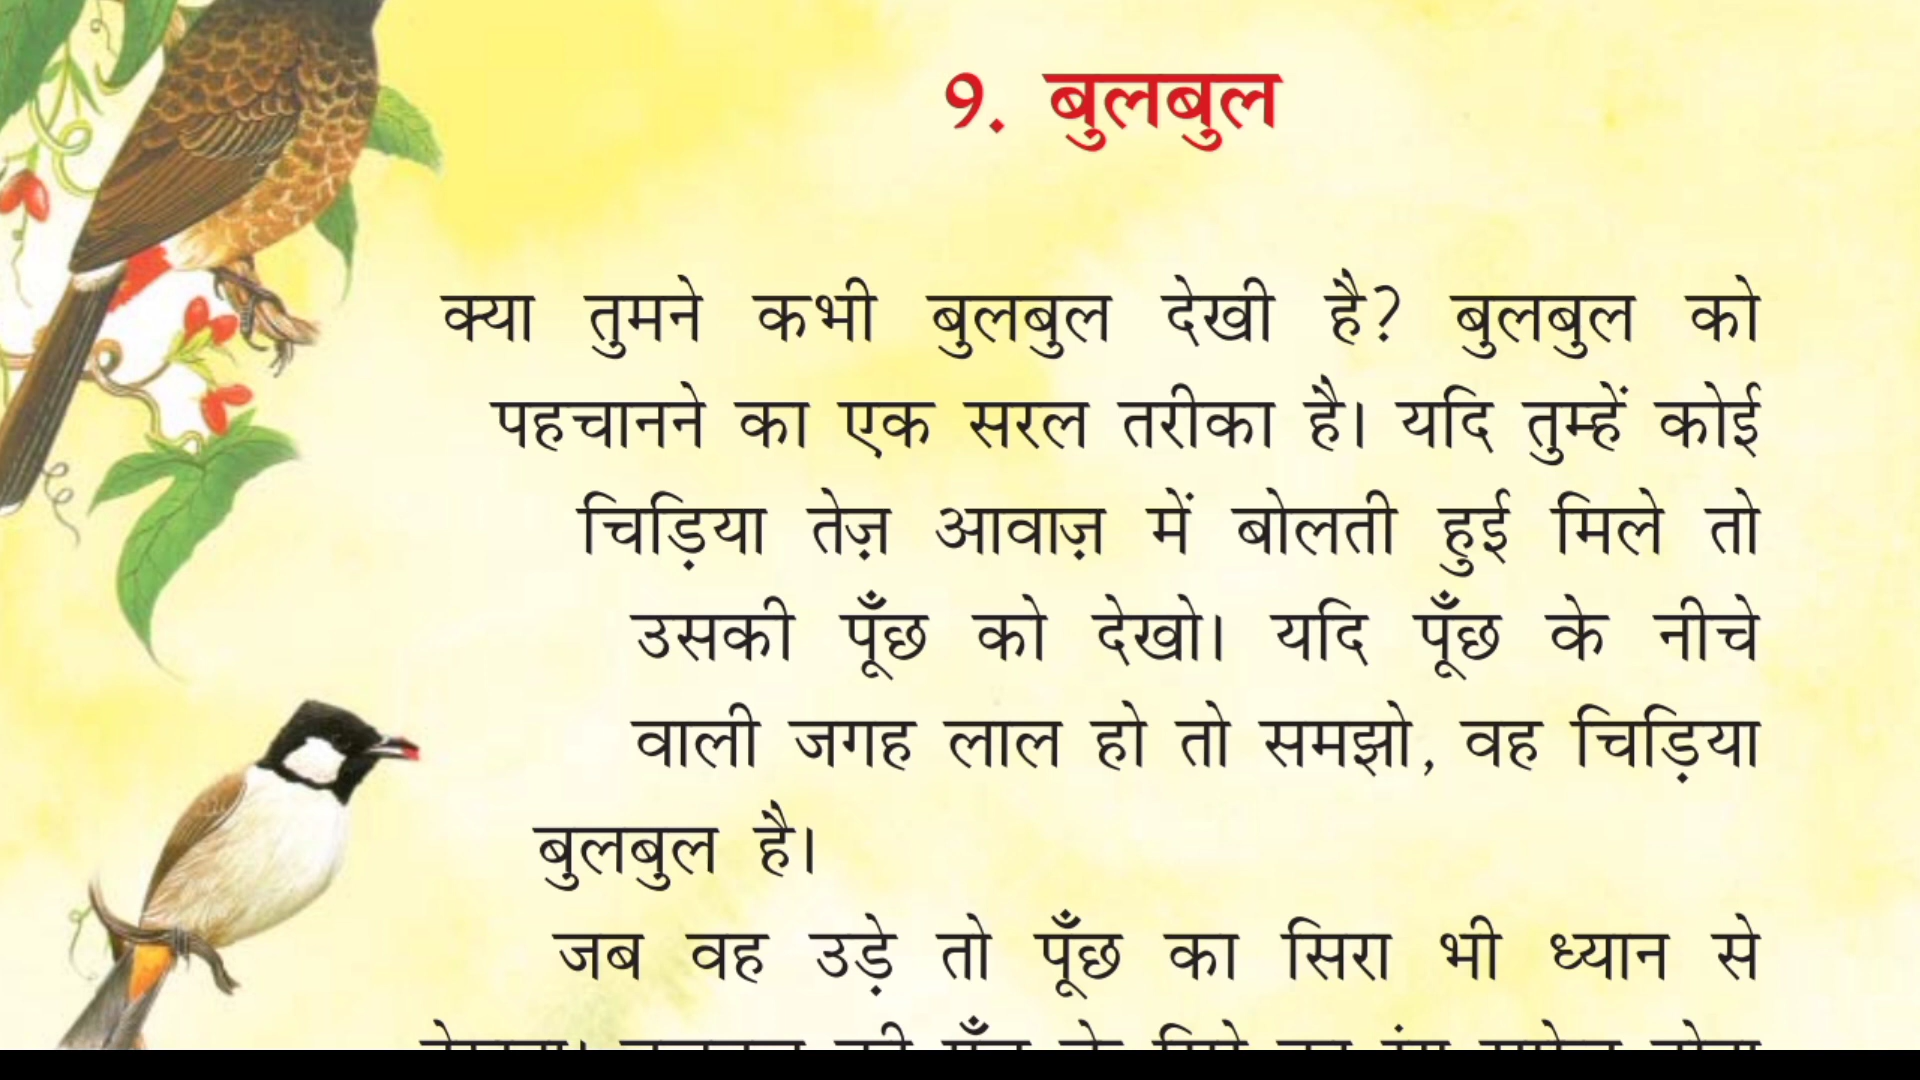 9. बुलबुल
क्या तुमने कभी बुलबुल देखी है? बुलबुल को
पहचानने का एक सरल तरीका है। यदि तुम्हें कोई
चिड़िया तेज़ आवाज़ में बोलती हुई मिले तो
उसकी पूँछ को देखो। यदि पूँछ के नीचे
वाली जगह लाल हो तो समझो, वह चिड़िया
बुलबुल है।
जब वह उड़े तो पूँछ का सिरा भी ध्यान से